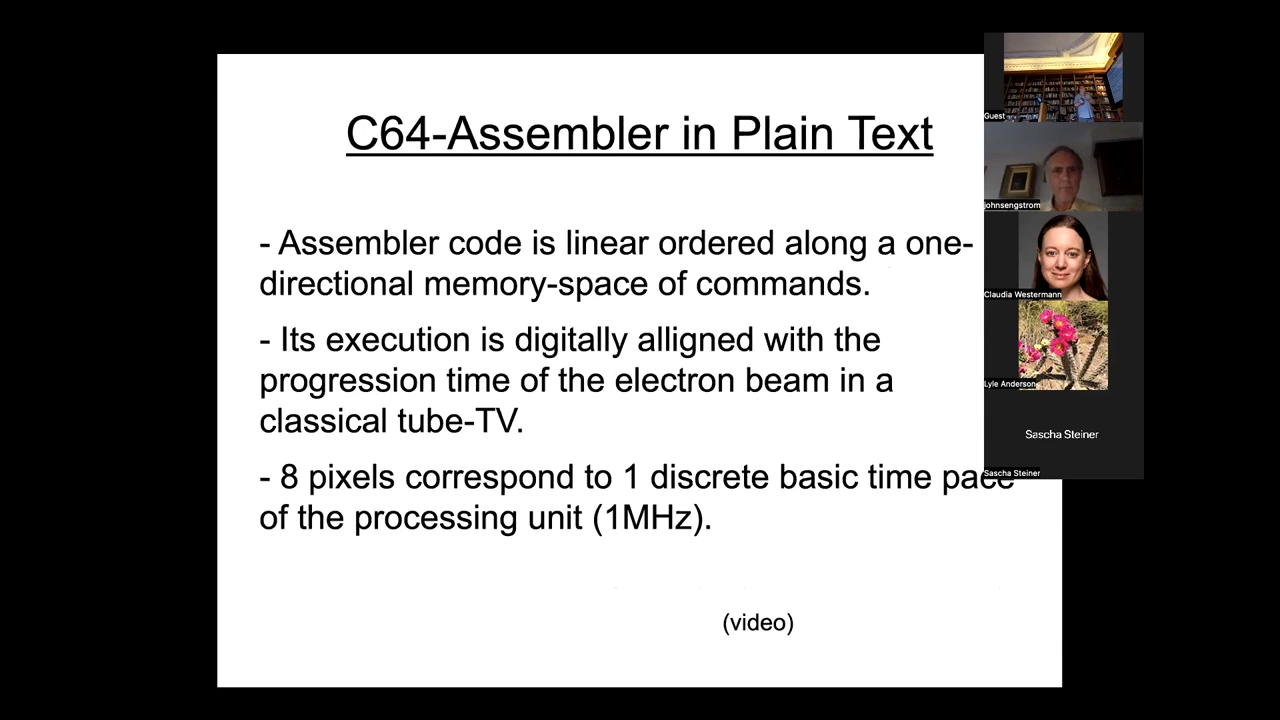 C64-Assembler in Plain Text
- Assembler code is linear ordered along a one-
directional memory-space of commands.
- Its execution is digitally alligned with the
progression time of the electron beam in a
classical tube-TV.
- 8 pixels correspond to 1 discrete basic time pace
of the processing unit (1MHz).
(video)
Guest
johnsengstrom
Claudia Westermann
Lyle Anderson
Sascha Steiner
Sascha Steiner